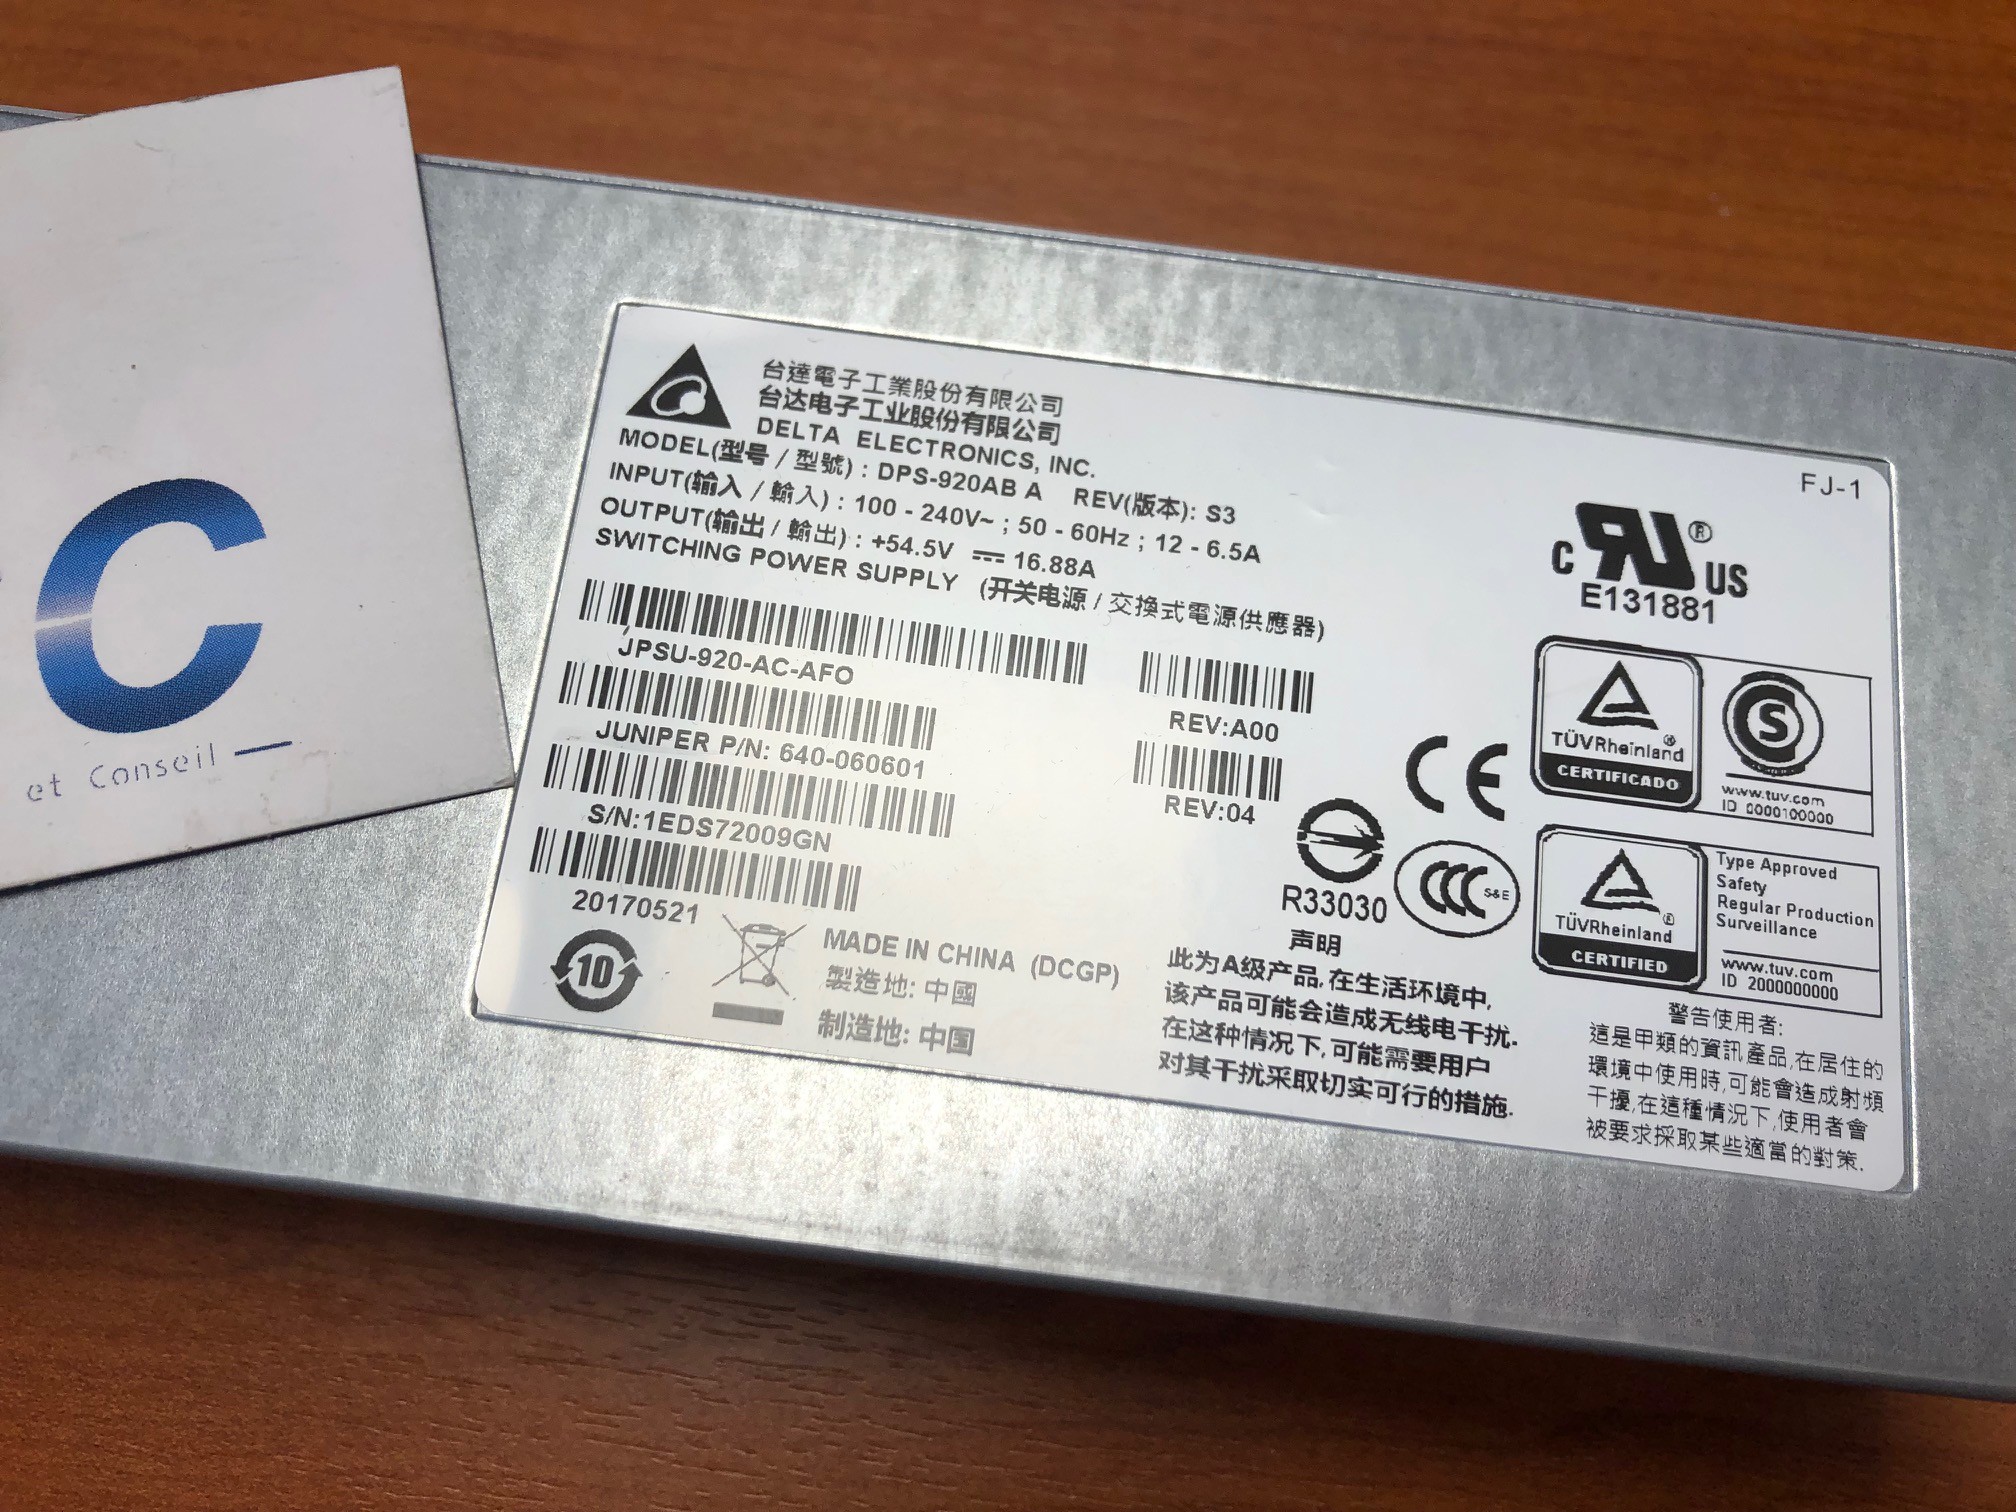 C
et Conseil
台達電子工業股份有限公司
台达电子工业股份有限公司
DELTA ELECTRONICS, INC.
MODEL(型号 / 型號) : DPS-920AB A REV(版本): S3
INPUT(输入 / 輸入) : 100 - 240V~ ; 50 - 60Hz ; 12 - 6.5A
OUTPUT(输出 / 輸出) : +54.5V ⎓ 16.88A
SWITCHING POWER SUPPLY (开关电源 / 交換式電源供應器)
JPSU-920-AC-AFO
REV:A00
JUNIPER P/N: 640-060601
REV:04
S/N:1EDS72009GN
20170521
10
MADE IN CHINA (DCGP)
製造地: 中國
制造地: 中国
FJ-1
C RU ® US
E131881
TÜVRheinland ®
CERTIFICADO
S
www.tuv.com
ID 0000100000
CE
R33030
CCC S&E
TÜVRheinland ®
CERTIFIED
Type Approved
Safety
Regular Production
Surveillance
www.tuv.com
ID 2000000000
声明
此为A级产品,在生活环境中,
该产品可能会造成无线电干扰.
在这种情况下,可能需要用户
对其干扰采取切实可行的措施.
警告使用者:
這是甲類的資訊產品,在居住的
環境中使用時,可能會造成射頻
干擾,在這種情況下,使用者會
被要求採取某些適當的對策.